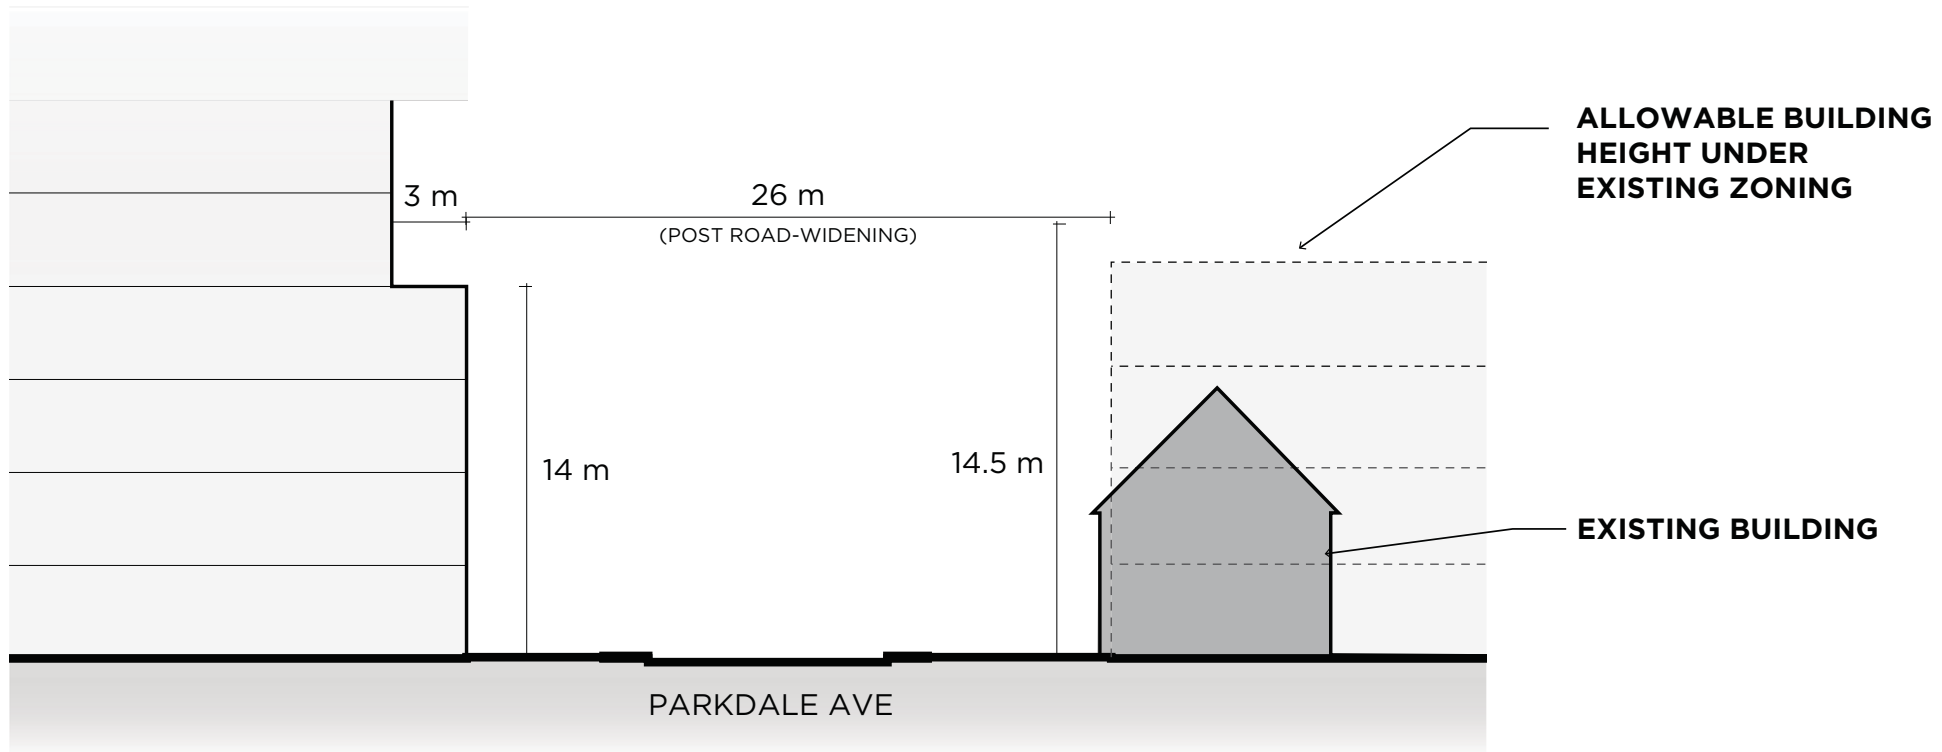 ALLOWABLE BUILDING
HEIGHT UNDER
EXISTING ZONING
3 m
26 m
(POST ROAD-WIDENING)
14 m
14.5 m
EXISTING BUILDING
PARKDALE AVE